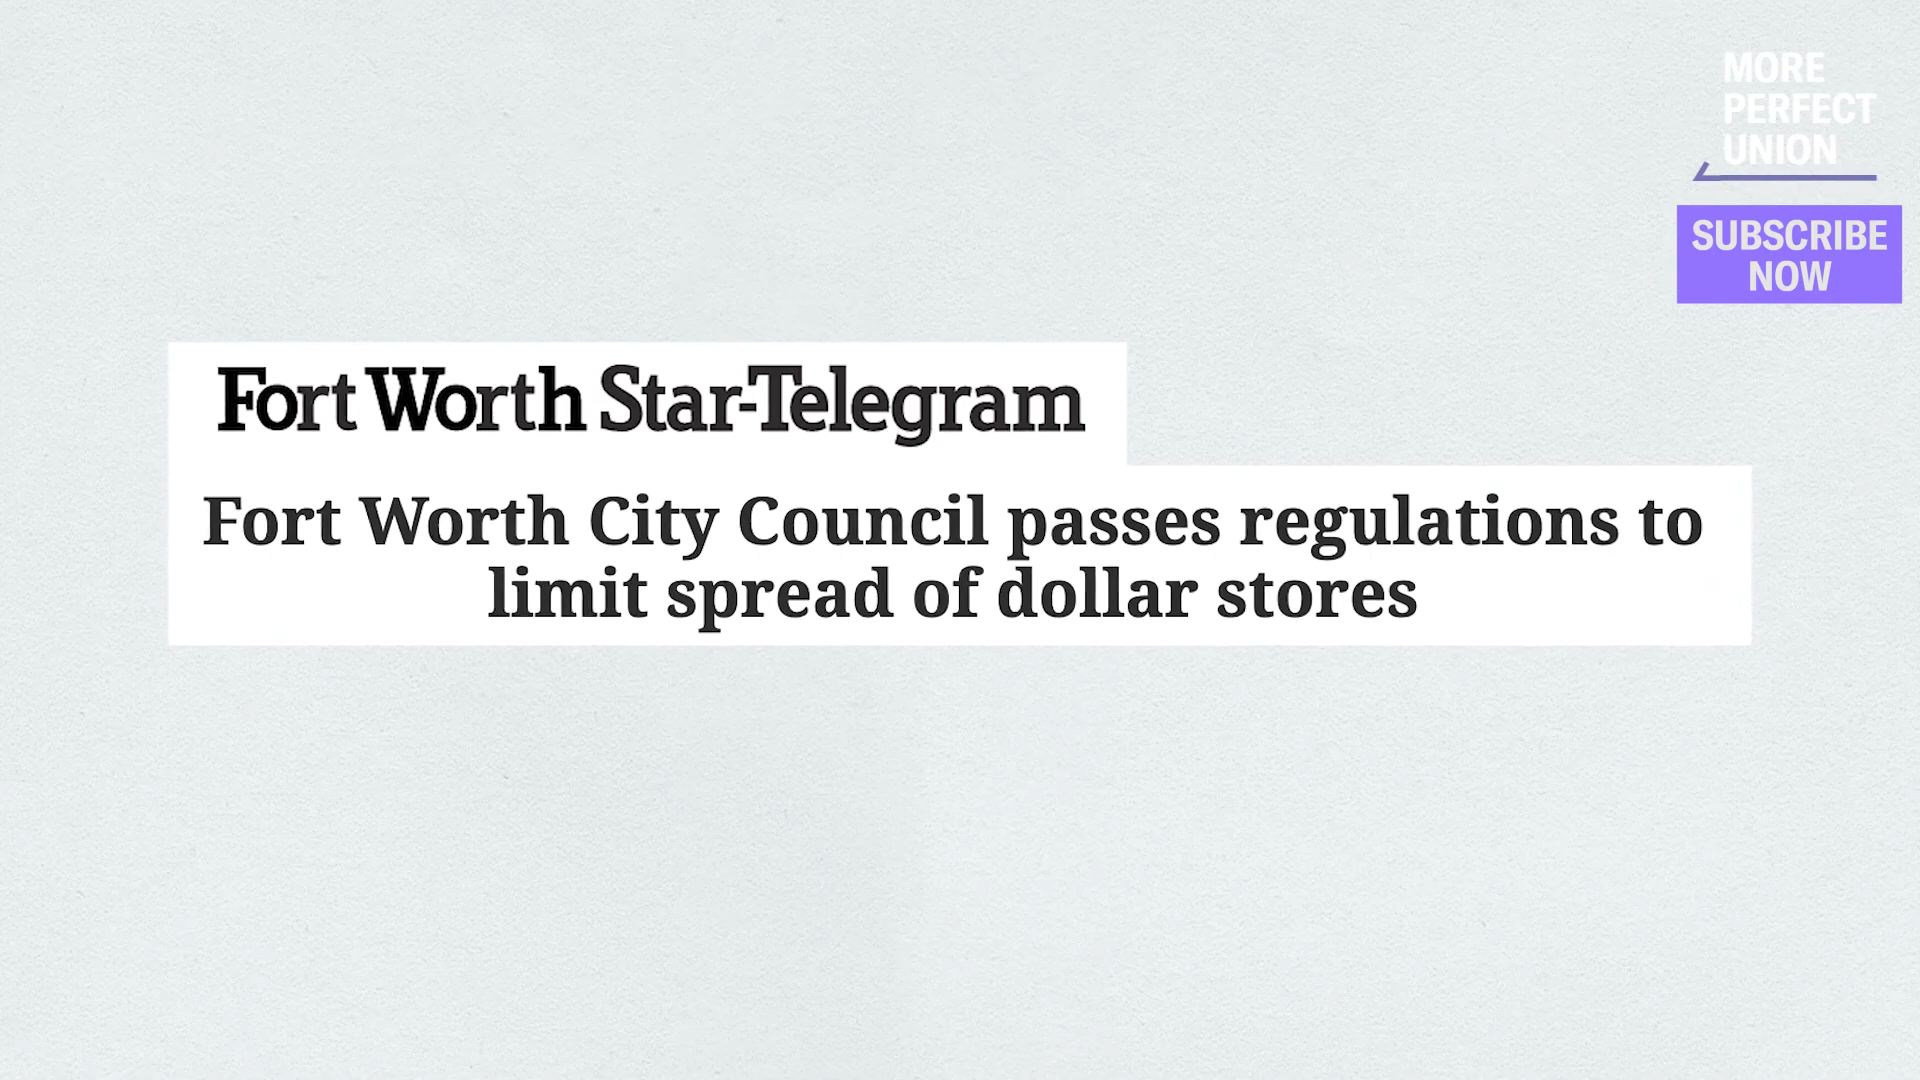 MORE
PERFECT
UNION
SUBSCRIBE
NOW
Fort Worth Star-Telegram
Fort Worth City Council passes regulations to
limit spread of dollar stores